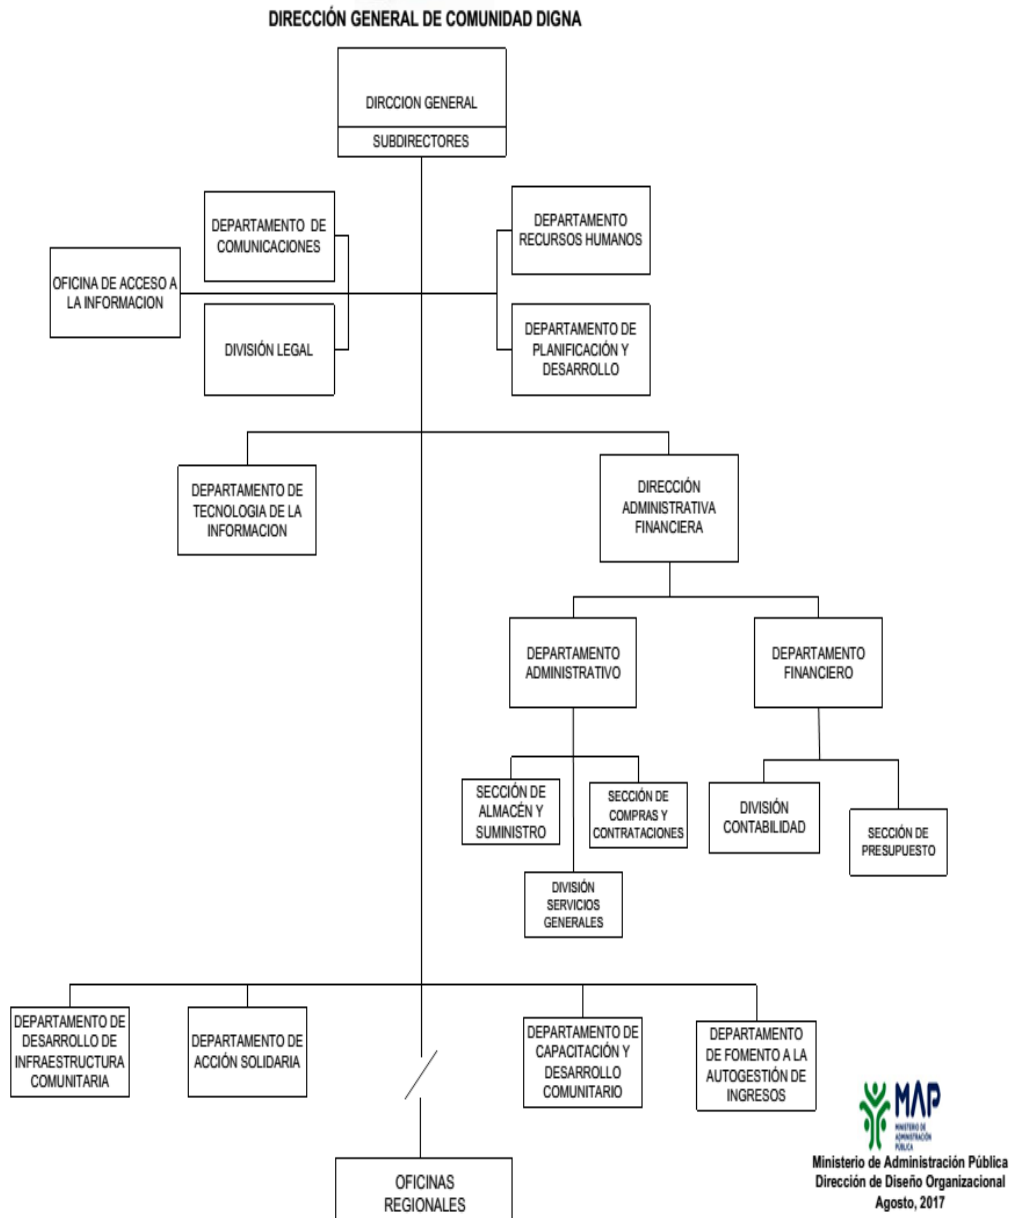 DIRECCIÓN GENERAL DE COMUNIDAD DIGNA
DIRCCION GENERAL
SUBDIRECTORES
DEPARTAMENTO DE
COMUNICACIONES
DEPARTAMENTO
RECURSOS HUMANOS
OFICINA DE ACCESO A
LA INFORMACION
DIVISIÓN LEGAL
DEPARTAMENTO DE
PLANIFICACIÓN Y
DESARROLLO
DEPARTAMENTO DE
TECNOLOGIA DE LA
INFORMACION
DIRECCIÓN
ADMINISTRATIVA
FINANCIERA
DEPARTAMENTO
ADMINISTRATIVO
DEPARTAMENTO
FINANCIERO
SECCIÓN DE
ALMACÉN Y
SUMINISTRO
SECCIÓN DE
COMPRAS Y
CONTRATACIONES
DIVISIÓN
CONTABILIDAD
SECCIÓN DE
PRESUPUESTO
DIVISIÓN
SERVICIOS
GENERALES
DEPARTAMENTO DE
DESARROLLO DE
INFRAESTRUCTURA
COMUNITARIA
DEPARTAMENTO DE
ACCIÓN SOLIDARIA
DEPARTAMENTO DE
CAPACITACIÓN Y
DESARROLLO
COMUNITARIO
DEPARTAMENTO
DE FOMENTO A LA
AUTOGESTIÓN DE
INGRESOS
OFICINAS
REGIONALES
MAP
MINISTERIO DE
ADMINISTRACIÓN
PÚBLICA
Ministerio de Administración Pública
Dirección de Diseño Organizacional
Agosto, 2017